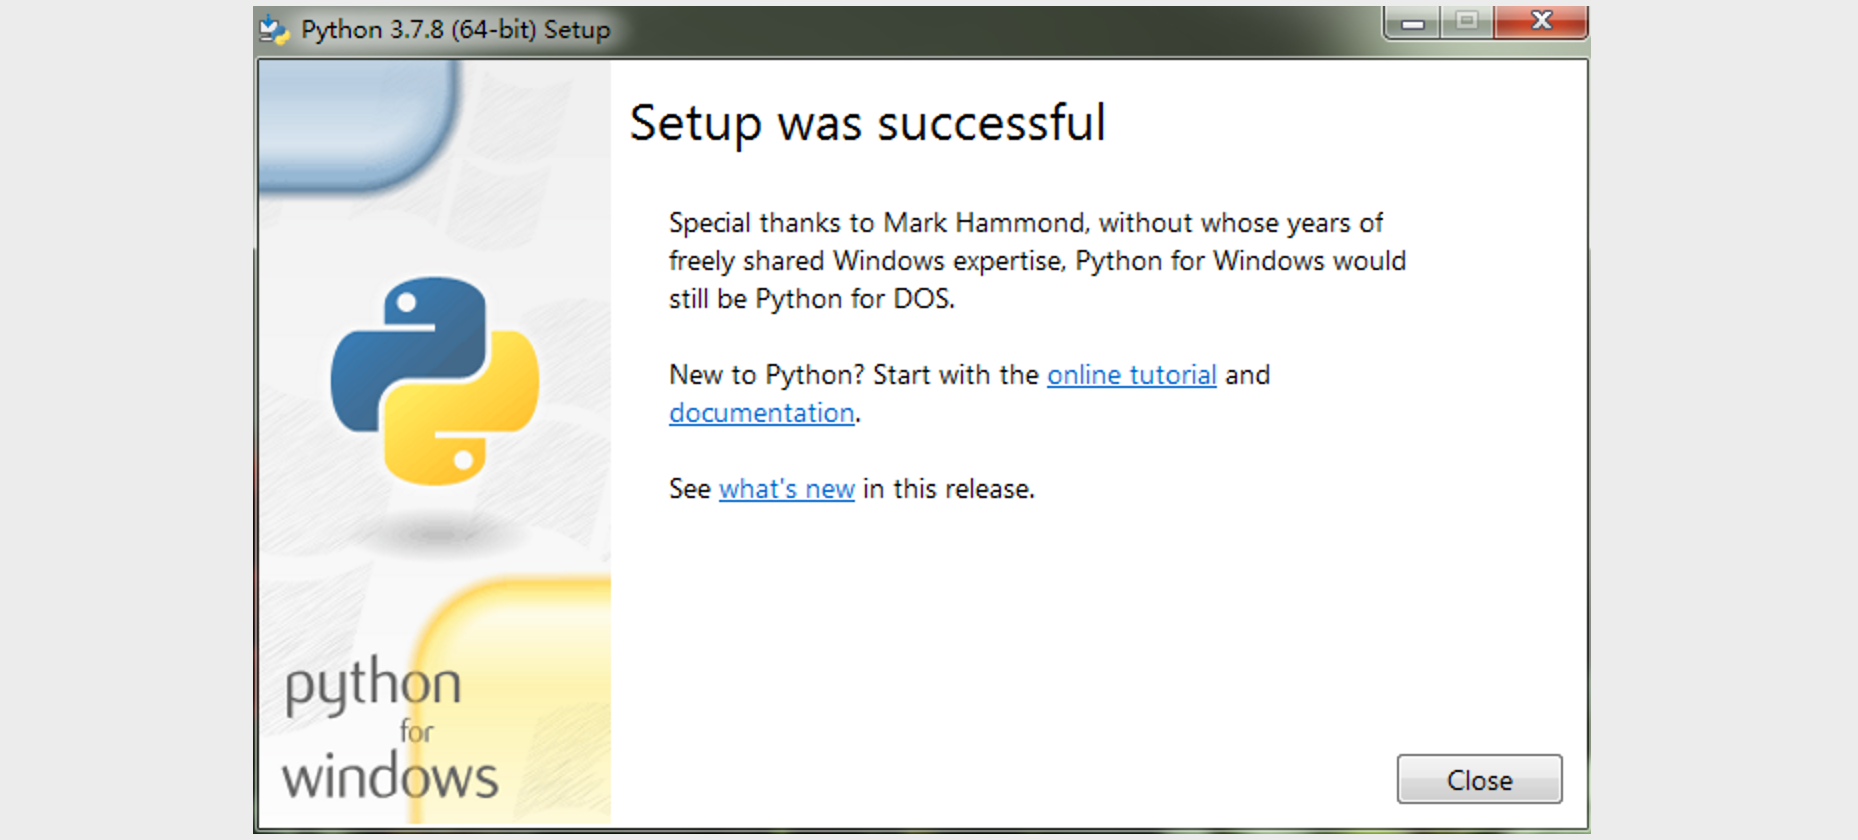 Python 3.7.8 (64-bit) Setup
Setup was successful
Special thanks to Mark Hammond, without whose years of
freely shared Windows expertise, Python for Windows would
still be Python for DOS.
New to Python? Start with the online tutorial and
documentation.
See what's new in this release.
python
for
windows
Close